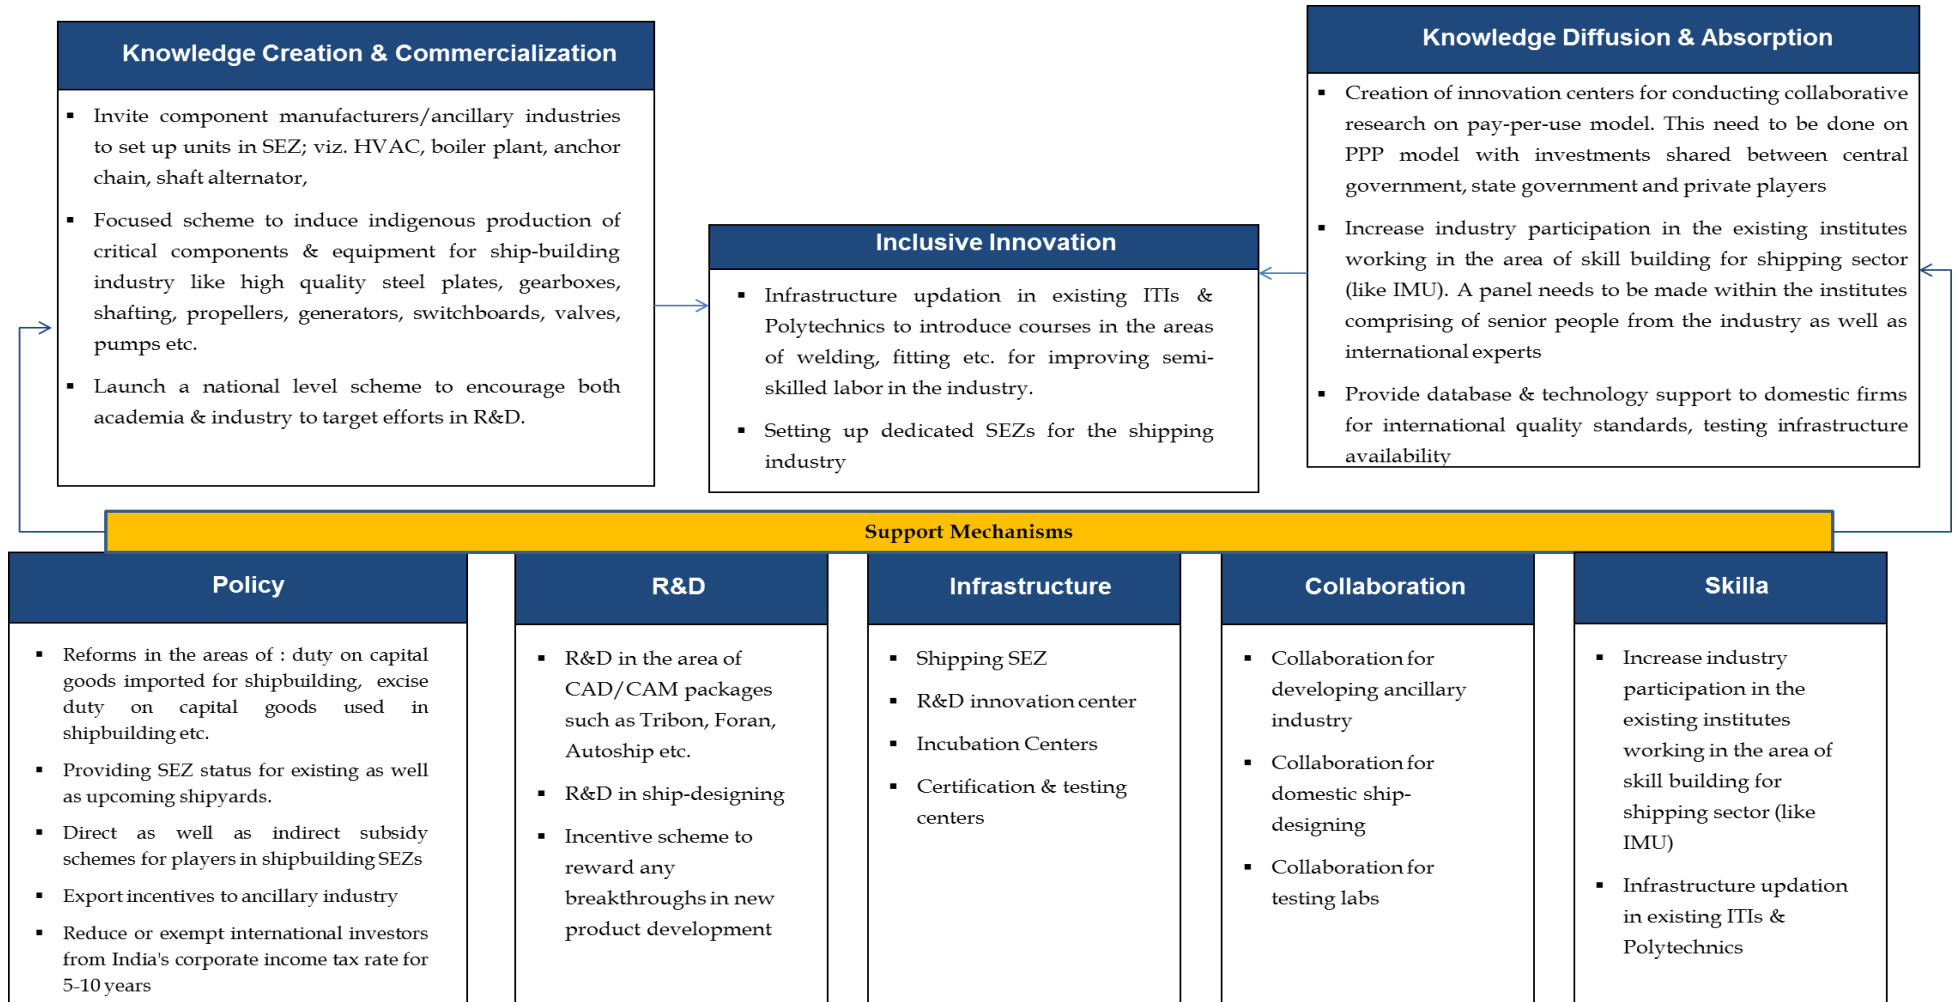 Knowledge Creation & Commercialization
▪ Invite component manufacturers/ancillary industries
to set up units in SEZ; viz. HVAC, boiler plant, anchor
chain, shaft alternator,
▪ Focused scheme to induce indigenous production of
critical components & equipment for ship-building
industry like high quality steel plates, gearboxes,
shafting, propellers, generators, switchboards, valves,
pumps etc.
▪ Launch a national level scheme to encourage both
academia & industry to target efforts in R&D.
Inclusive Innovation
▪ Infrastructure updation in existing ITIs &
Polytechnics to introduce courses in the areas
of welding, fitting etc. for improving semi-
skilled labor in the industry.
▪ Setting up dedicated SEZs for the shipping
industry
Knowledge Diffusion & Absorption
▪ Creation of innovation centers for conducting collaborative
research on pay-per-use model. This need to be done on
PPP model with investments shared between central
government, state government and private players
▪ Increase industry participation in the existing institutes
working in the area of skill building for shipping sector
(like IMU). A panel needs to be made within the institutes
comprising of senior people from the industry as well as
international experts
▪ Provide database & technology support to domestic firms
for international quality standards, testing infrastructure
availability
Support Mechanisms
Policy
▪ Reforms in the areas of : duty on capital
goods imported for shipbuilding, excise
duty on capital goods used in
shipbuilding etc.
▪ Providing SEZ status for existing as well
as upcoming shipyards.
▪ Direct as well as indirect subsidy
schemes for players in shipbuilding SEZs
▪ Export incentives to ancillary industry
▪ Reduce or exempt international investors
from India's corporate income tax rate for
5-10 years
R&D
▪ R&D in the area of
CAD/CAM packages
such as Tribon, Foran,
Autoship etc.
▪ R&D in ship-designing
▪ Incentive scheme to
reward any
breakthroughs in new
product development
Infrastructure
▪ Shipping SEZ
▪ R&D innovation center
▪ Incubation Centers
▪ Certification & testing
centers
Collaboration
▪ Collaboration for
developing ancillary
industry
▪ Collaboration for
domestic ship-
designing
▪ Collaboration for
testing labs
Skilla
▪ Increase industry
participation in the
existing institutes
working in the area of
skill building for
shipping sector (like
IMU)
▪ Infrastructure updation
in existing ITIs &
Polytechnics